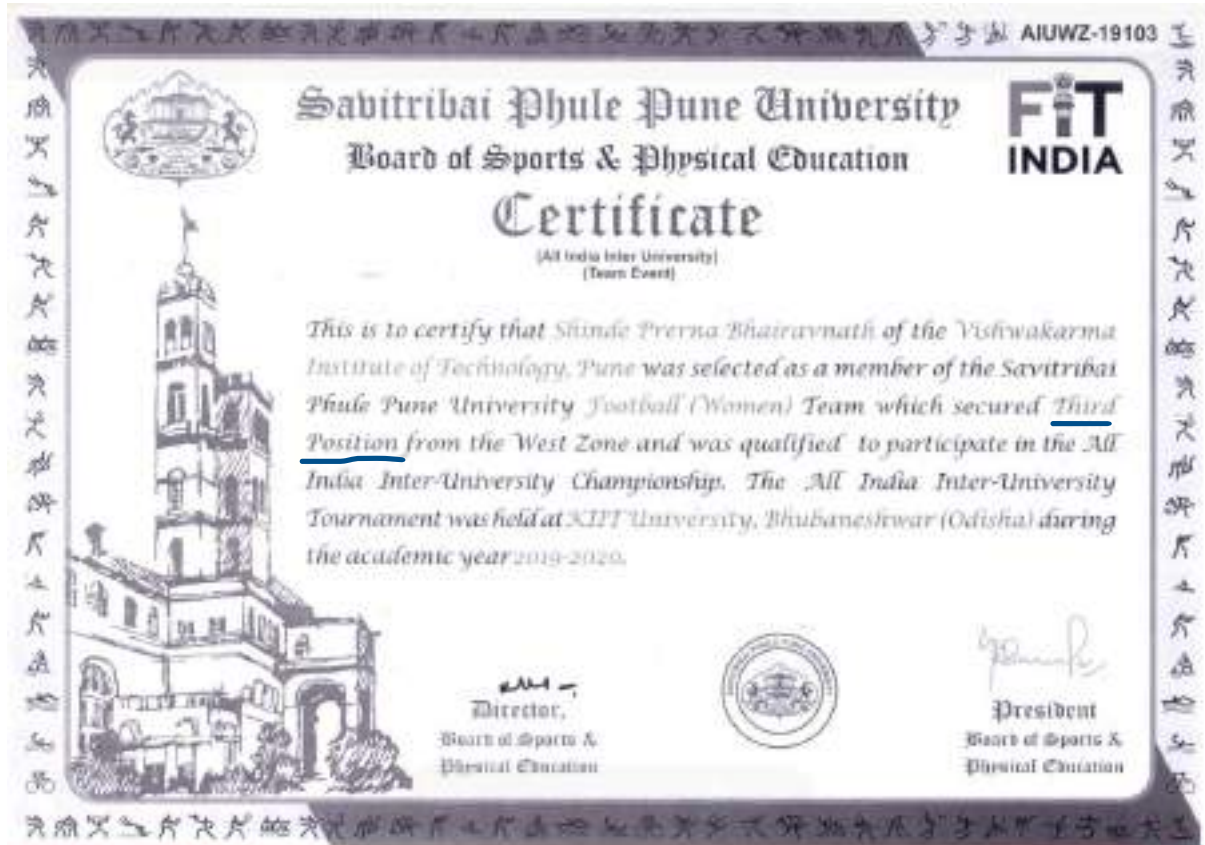 AIUWZ-19103
Savitribai Phule Pune University
FIT
INDIA
Board of Sports & Physical Education
Certificate
(All India Inter University)
(Team Event)
This is to certify that Shinde Prerna Bhairavnath of the Vishwakarma
Institute of Technology, Pune was selected as a member of the Savitribai
Phule Pune University Football (Women) Team which secured Third
Position from the West Zone and was qualified to participate in the All
India Inter-University Championship. The All India Inter-University
Tournament was held at KIIT University, Bhubaneshwar (Odisha) during
the academic year 2019-2020.
Director,
Board of Sports &
Physical Education
President
Board of Sports &
Physical Education